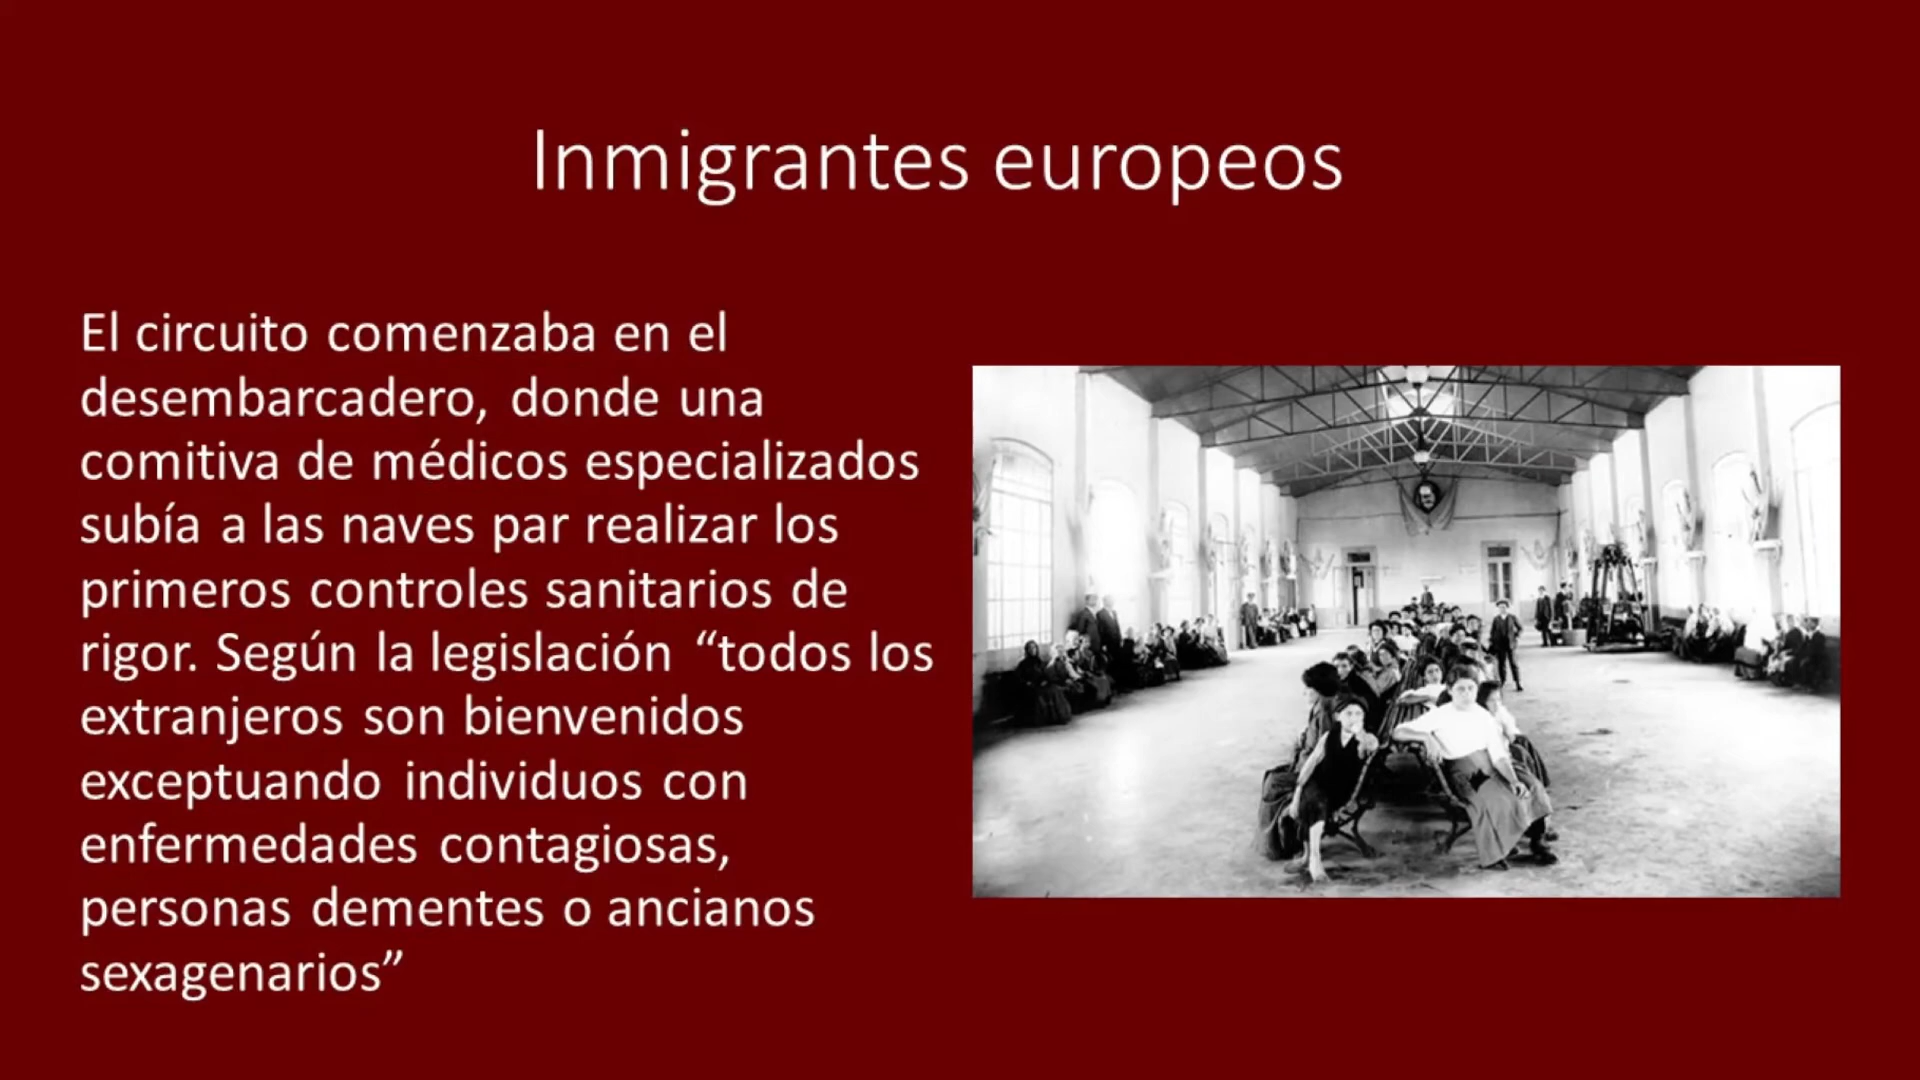 Inmigrantes europeos
El circuito comenzaba en el
desembarcadero, donde una
comitiva de médicos especializados
subía a las naves par realizar los
primeros controles sanitarios de
rigor. Según la legislación “todos los
extranjeros son bienvenidos
exceptuando individuos con
enfermedades contagiosas,
personas dementes o ancianos
sexagenarios”